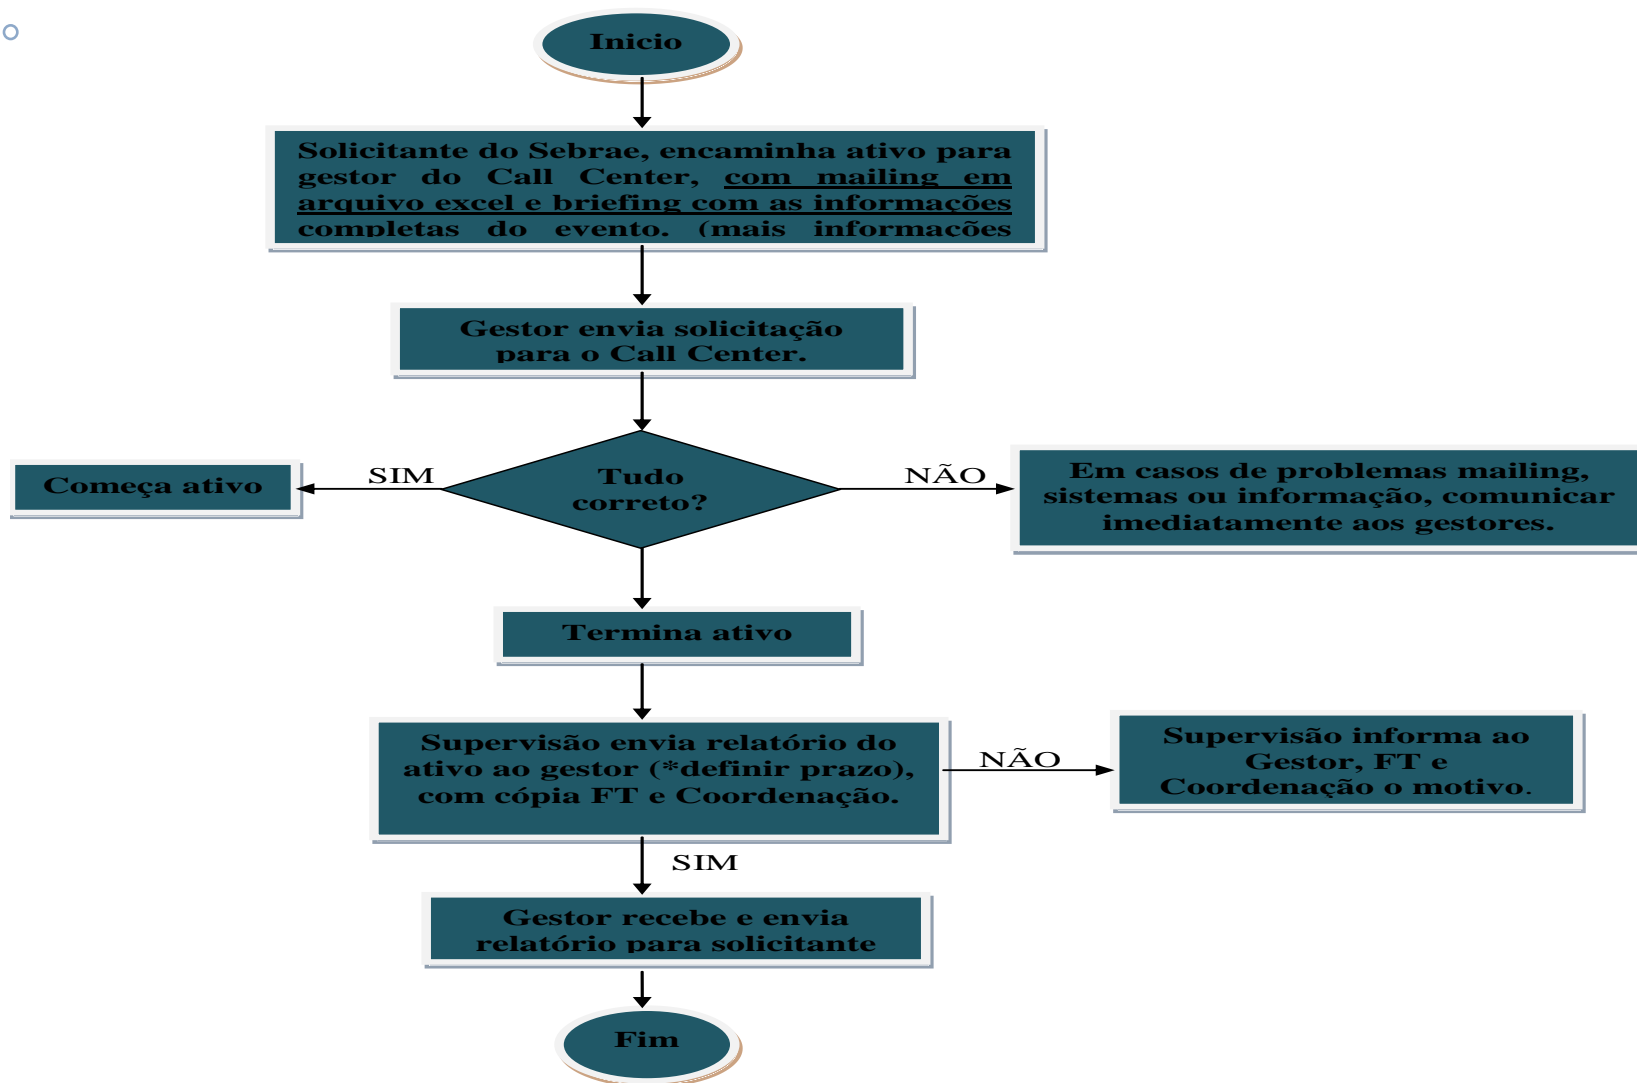 Inicio
Solicitante do Sebrae, encaminha ativo para
gestor do Call Center, com mailing em
arquivo excel e briefing com as informações
completas do evento. (mais informações
Gestor envia solicitação
para o Call Center.
SIM
Tudo
correto?
NÃO
Começa ativo
Em casos de problemas mailing,
sistemas ou informação, comunicar
imediatamente aos gestores.
Termina ativo
Supervisão envia relatório do
ativo ao gestor (*definir prazo),
com cópia FT e Coordenação.
NÃO
Supervisão informa ao
Gestor, FT e
Coordenação o motivo.
SIM
Gestor recebe e envia
relatório para solicitante
Fim